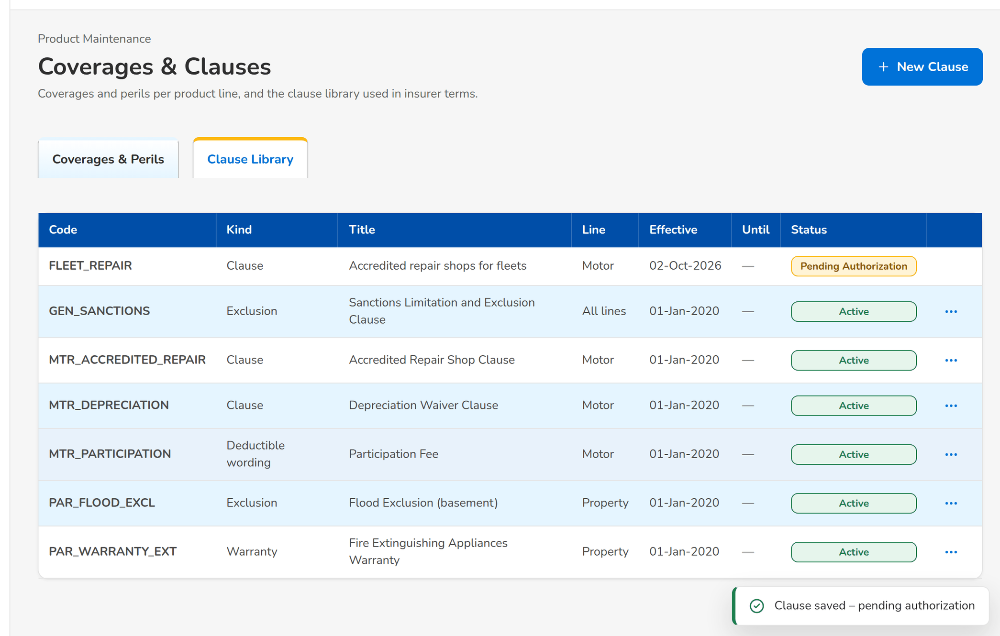 Product Maintenance
Coverages & Clauses
Coverages and perils per product line, and the clause library used in insurer terms.
+ New Clause
Coverages & Perils
Clause Library
Code Kind Title Line Effective Until Status
FLEET_REPAIR Clause Accredited repair shops for fleets Motor 02-Oct-2026 — Pending Authorization
GEN_SANCTIONS Exclusion Sanctions Limitation and Exclusion
Clause All lines 01-Jan-2020 — Active
MTR_ACCREDITED_REPAIR Clause Accredited Repair Shop Clause Motor 01-Jan-2020 — Active
MTR_DEPRECIATION Clause Depreciation Waiver Clause Motor 01-Jan-2020 — Active
MTR_PARTICIPATION Deductible
wording Participation Fee Motor 01-Jan-2020 — Active
PAR_FLOOD_EXCL Exclusion Flood Exclusion (basement) Property 01-Jan-2020 — Active
PAR_WARRANTY_EXT Warranty Fire Extinguishing Appliances
Warranty Property 01-Jan-2020 — Active
Clause saved – pending authorization